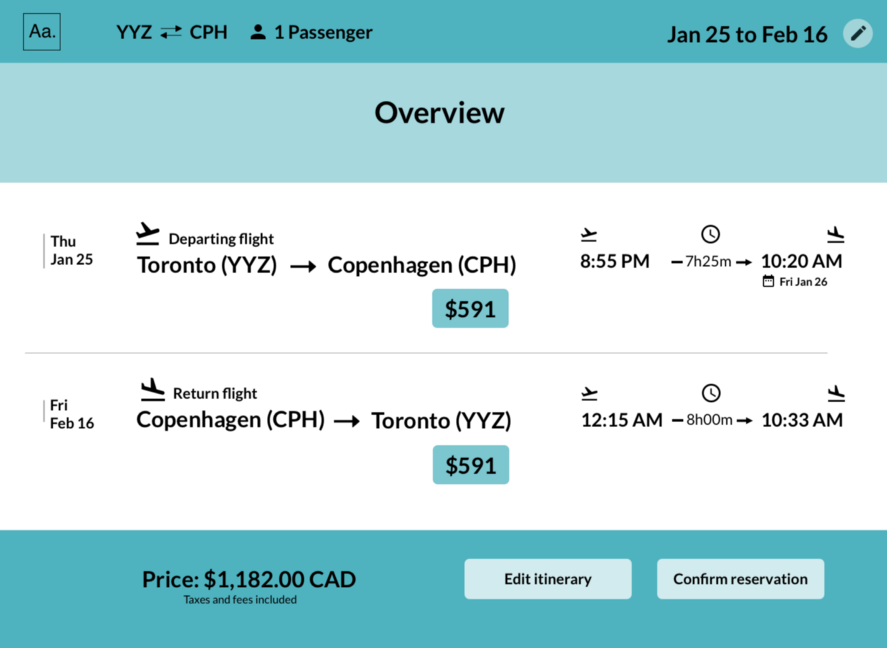 Aa.
YYZ ⇄ CPH
1 Passenger
Jan 25 to Feb 16
Overview
Thu
Jan 25
Departing flight
Toronto (YYZ) → Copenhagen (CPH)
$591
8:55 PM
7h25m
10:20 AM
Fri Jan 26
Fri
Feb 16
Return flight
Copenhagen (CPH) → Toronto (YYZ)
$591
12:15 AM
8h00m
10:33 AM
Price: $1,182.00 CAD
Taxes and fees included
Edit itinerary
Confirm reservation